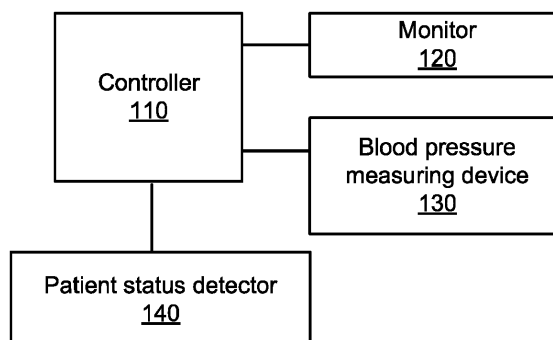 Controller
110
Monitor
120
Blood pressure
measuring device
130
Patient status detector
140